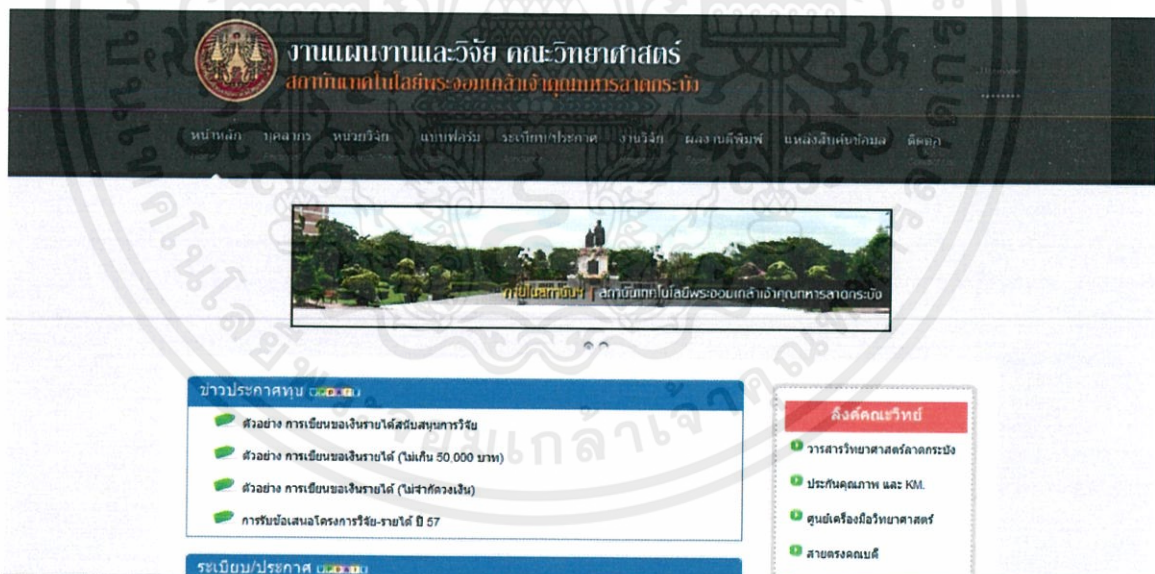 งานแผนงานและวิจัย คณะวิทยาศาสตร์
สถาบันเทคโนโลยีพระจอมเกล้าเจ้าคุณทหารลาดกระบัง
หน้าหลัก บุคลากร หน่วยวิจัย แบบฟอร์ม ระเบียบ/ประกาศ งานวิจัย ผลงานตีพิมพ์ แหล่งสืบค้นข้อมูล ติดต่อ
ภายในสถาบันฯ | สถาบันเทคโนโลยีพระจอมเกล้าเจ้าคุณทหารลาดกระบัง
ข่าวประกาศทุน UPDATE
ตัวอย่าง การเขียนขอเงินรายได้สนับสนุนการวิจัย
ตัวอย่าง การเขียนขอเงินรายได้ (ไม่เกิน 50,000 บาท)
ตัวอย่าง การเขียนขอเงินรายได้ (ไม่จำกัดวงเงิน)
การรับข้อเสนอโครงการวิจัย-รายได้ ปี 57
ระเบียบ/ประกาศ UPDATE
ลิงค์คณะวิทย์
วารสารวิทยาศาสตร์ลาดกระบัง
ประกันคุณภาพ และ KM.
ศูนย์เครื่องมือวิทยาศาสตร์
สายตรงคณบดี